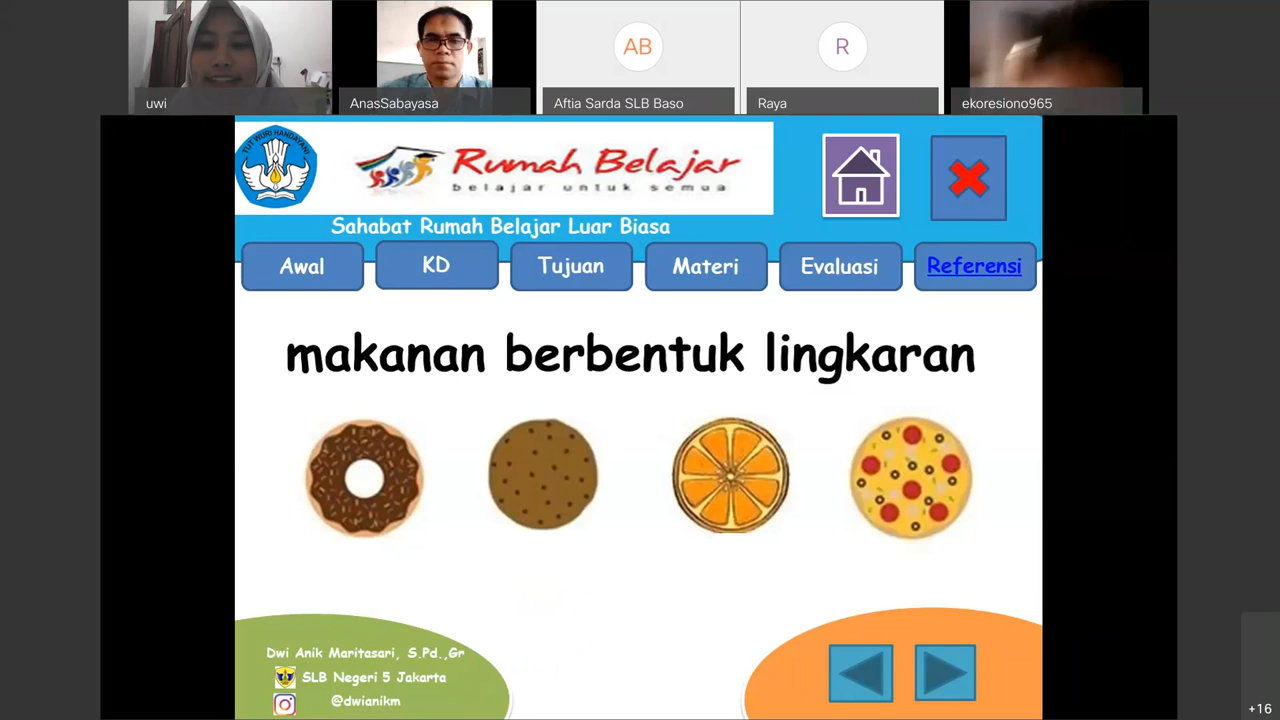 AB
R
uwi
AnasSabayasa
Aftia Sarda SLB Baso
Raya
ekoresiono965
TUT WURI HANDAYANI
Rumah Belajar
belajar untuk semua
Sahabat Rumah Belajar Luar Biasa
Awal
KD
Tujuan
Materi
Evaluasi
Referensi
makanan berbentuk lingkaran
Dwi Anik Maritasari, S.Pd.,Gr
SLB Negeri 5 Jakarta
@dwianikm
+16